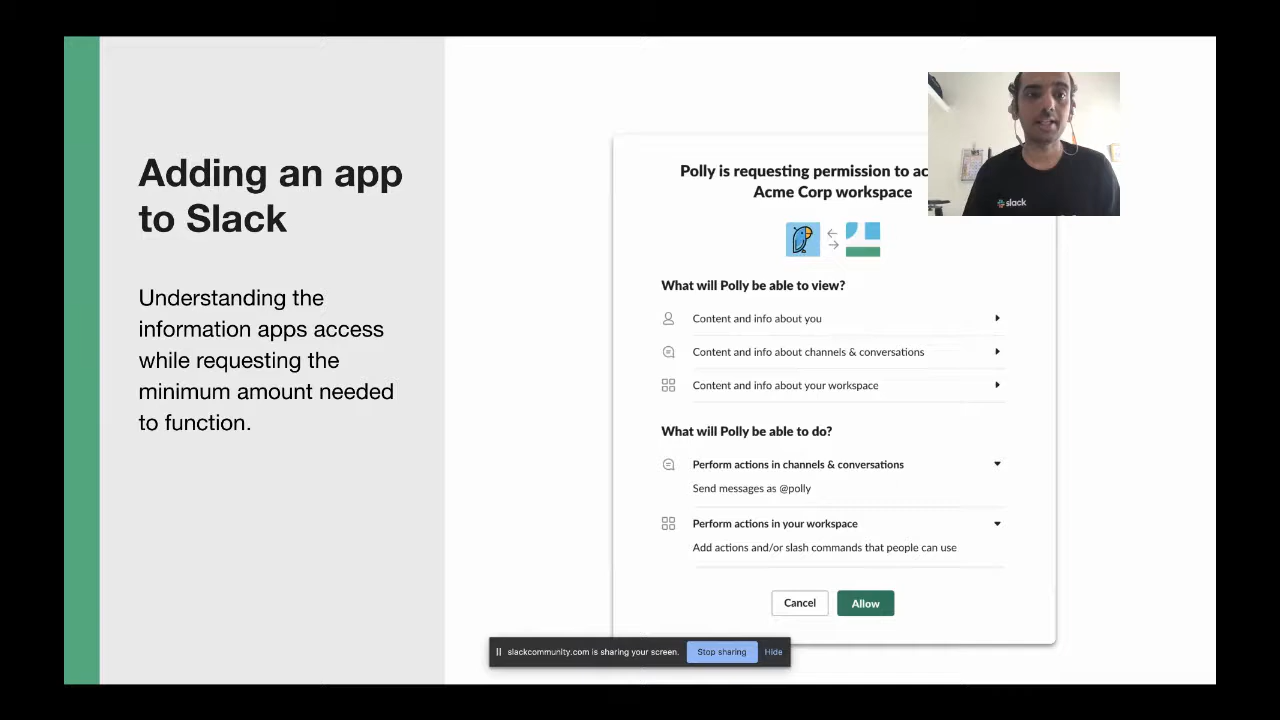 Adding an app
to Slack
Understanding the
information apps access
while requesting the
minimum amount needed
to function.
Polly is requesting permission to
Acme Corp workspace
What will Polly be able to view?
Content and info about you
Content and info about channels & conversations
Content and info about your workspace
What will Polly be able to do?
Perform actions in channels & conversations
Send messages as @polly
Perform actions in your workspace
Add actions and/or slash commands that people can use
Cancel
Allow
slack
slackcommunity.com is sharing your screen.
Stop sharing
Hide